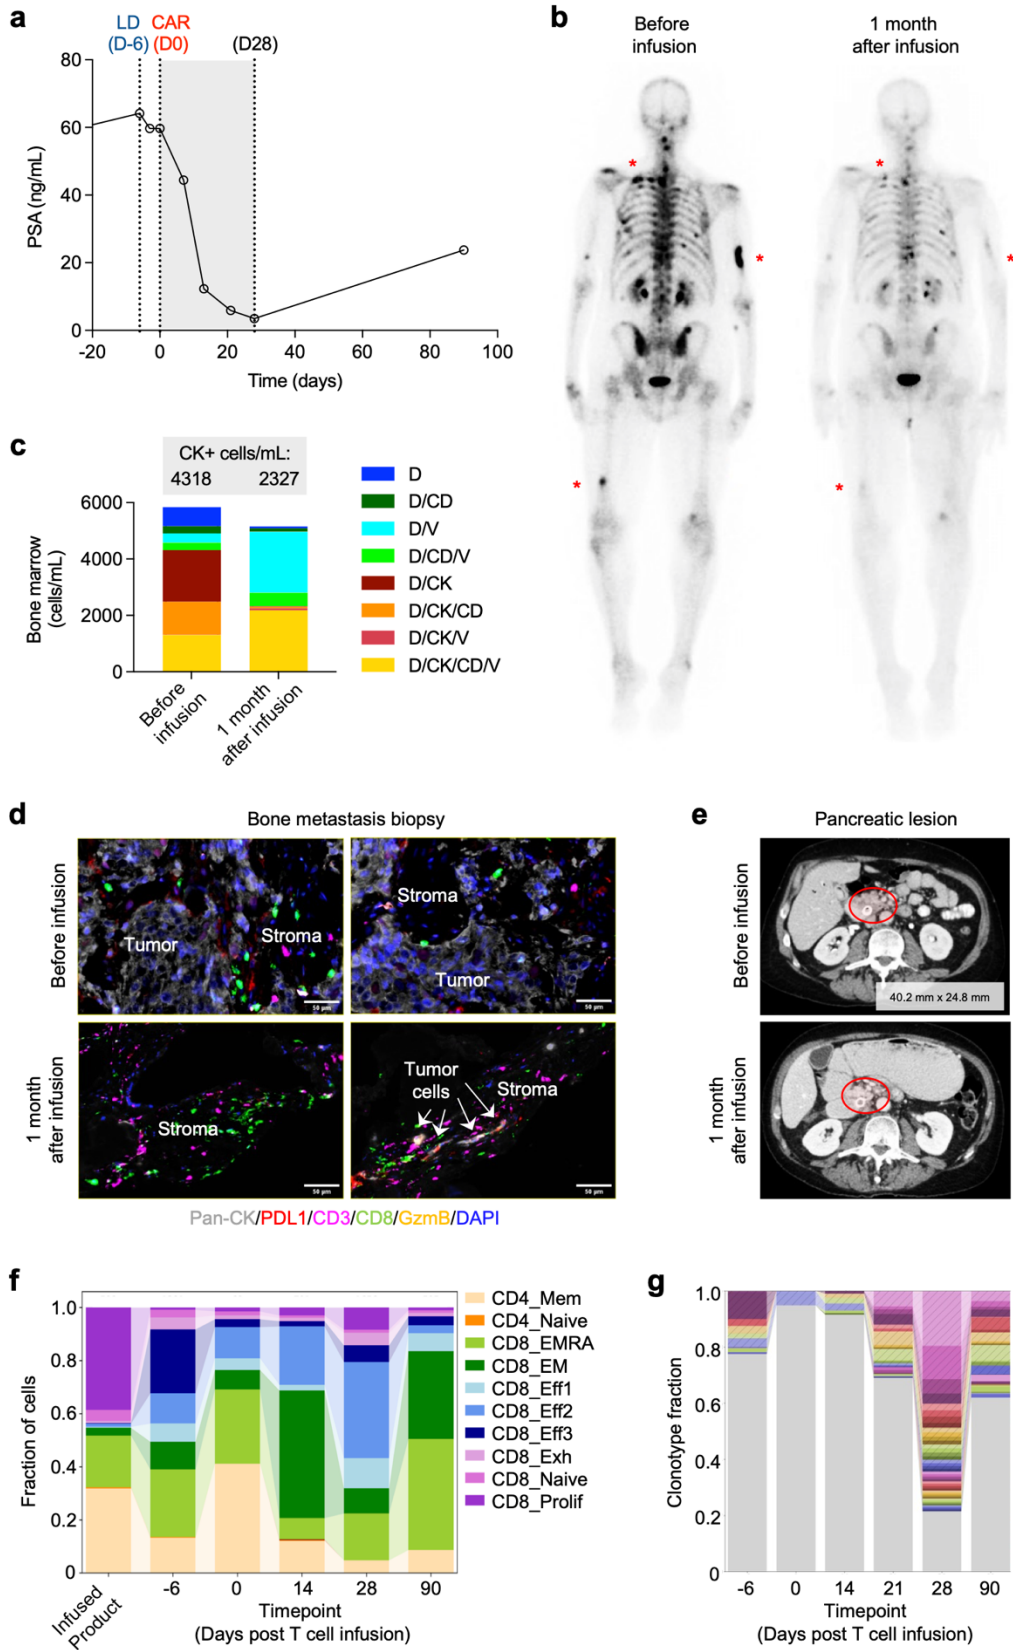 a
LD
(D-6)
CAR
(D0)
(D28)
80
60
40
20
0
PSA (ng/mL)
-20 0 20 40 60 80 100
Time (days)
b
Before
infusion
1 month
after infusion
*
*
*
*
*
*
c
CK+ cells/mL:
4318 2327
6000
4000
2000
0
Bone marrow
(cells/mL)
Before
infusion
1 month
after infusion
D
D/CD
D/V
D/CD/V
D/CK
D/CK/CD
D/CK/V
D/CK/CD/V
d
Bone metastasis biopsy
Before infusion
Tumor
Stroma
50 μm
Stroma
Tumor
50 μm
1 month
after infusion
Stroma
50 μm
Tumor
cells
Stroma
50 μm
Pan-CK/PDL1/CD3/CD8/GzmB/DAPI
e
Pancreatic lesion
Before infusion
40.2 mm x 24.8 mm
1 month
after infusion
f
1.0
0.8
0.6
0.4
0.2
0
Fraction of cells
Infused
Product
-6 0 14 28 90
Timepoint
(Days post T cell infusion)
CD4_Mem
CD4_Naive
CD8_EMRA
CD8_EM
CD8_Eff1
CD8_Eff2
CD8_Eff3
CD8_Exh
CD8_Naive
CD8_Prolif
g
1.0
0.8
0.6
0.4
0.2
0
Clonotype fraction
-6 0 14 21 28 90
Timepoint
(Days post T cell infusion)